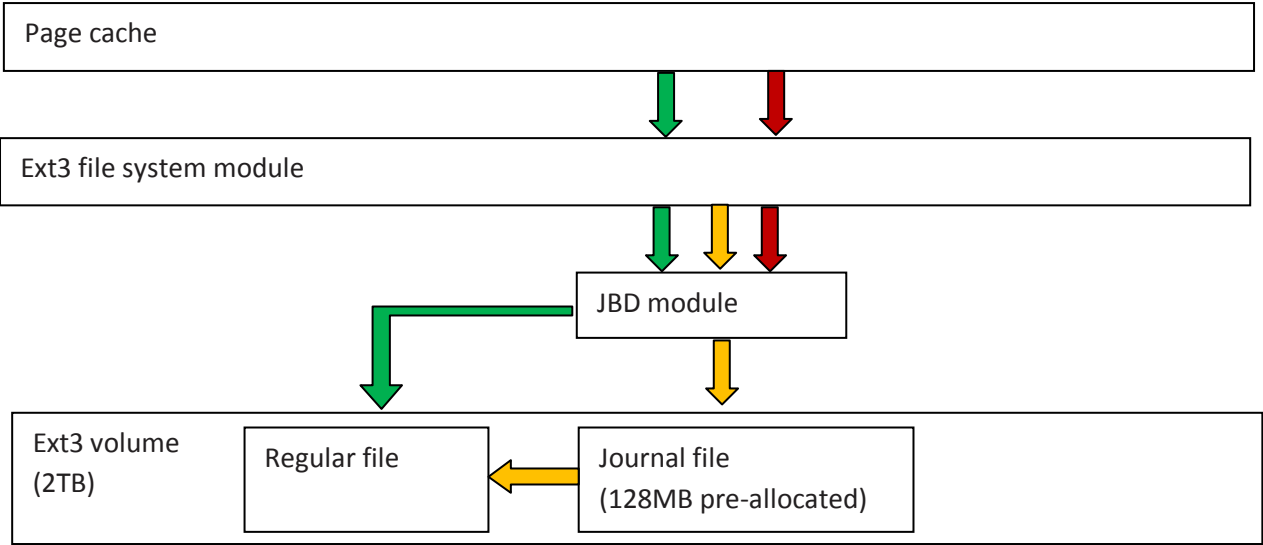 Page cache
Ext3 file system module
JBD module
Ext3 volume
(2TB)
Regular file
Journal file
(128MB pre-allocated)